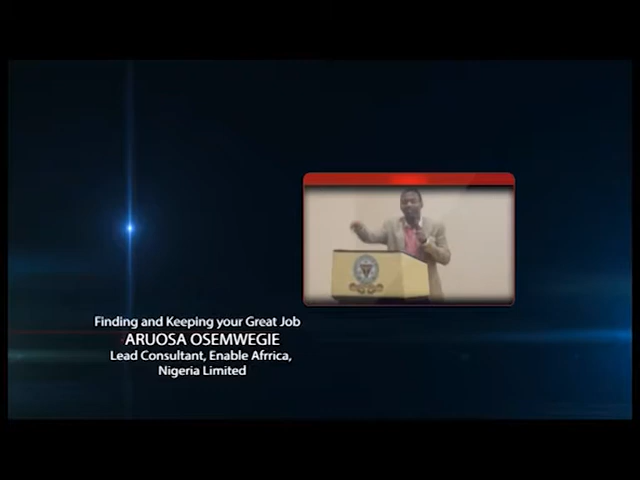 Finding and Keeping your Great Job
ARUOSA OSEMWEGIE
Lead Consultant, Enable Afrrica,
Nigeria Limited